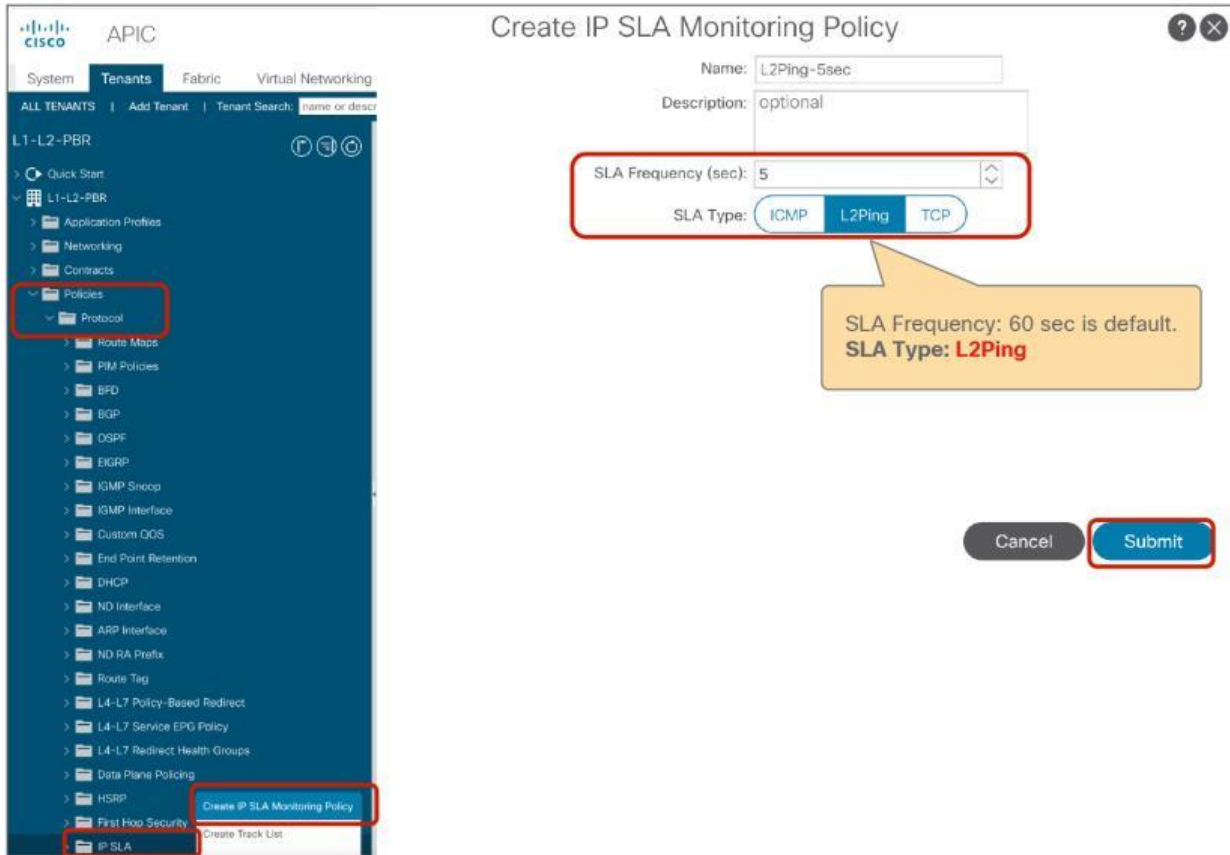 CISCO
APIC
System Tenants Fabric Virtual Networking
ALL TENANTS | Add Tenant | Tenant Search: name or descr
L1-L2-PBR
Quick Start
L1-L2-PBR
Application Profiles
Networking
Contracts
Policies
Protocol
Route Maps
PIM Policies
BFD
BGP
OSPF
EIGRP
IGMP Snoop
IGMP Interface
Custom QOS
End Point Retention
DHCP
ND Interface
ARP Interface
ND RA Prefix
Route Tag
L4-L7 Policy-Based Redirect
L4-L7 Service EPG Policy
L4-L7 Redirect Health Groups
Data Plane Policing
HSRP
First Hop Security
IP SLA
Create IP SLA Monitoring Policy
Create Track List
Create IP SLA Monitoring Policy
?
Name: L2Ping-5sec
Description: optional
SLA Frequency (sec): 5
SLA Type: ICMP L2Ping TCP
SLA Frequency: 60 sec is default.
SLA Type: L2Ping
Cancel Submit